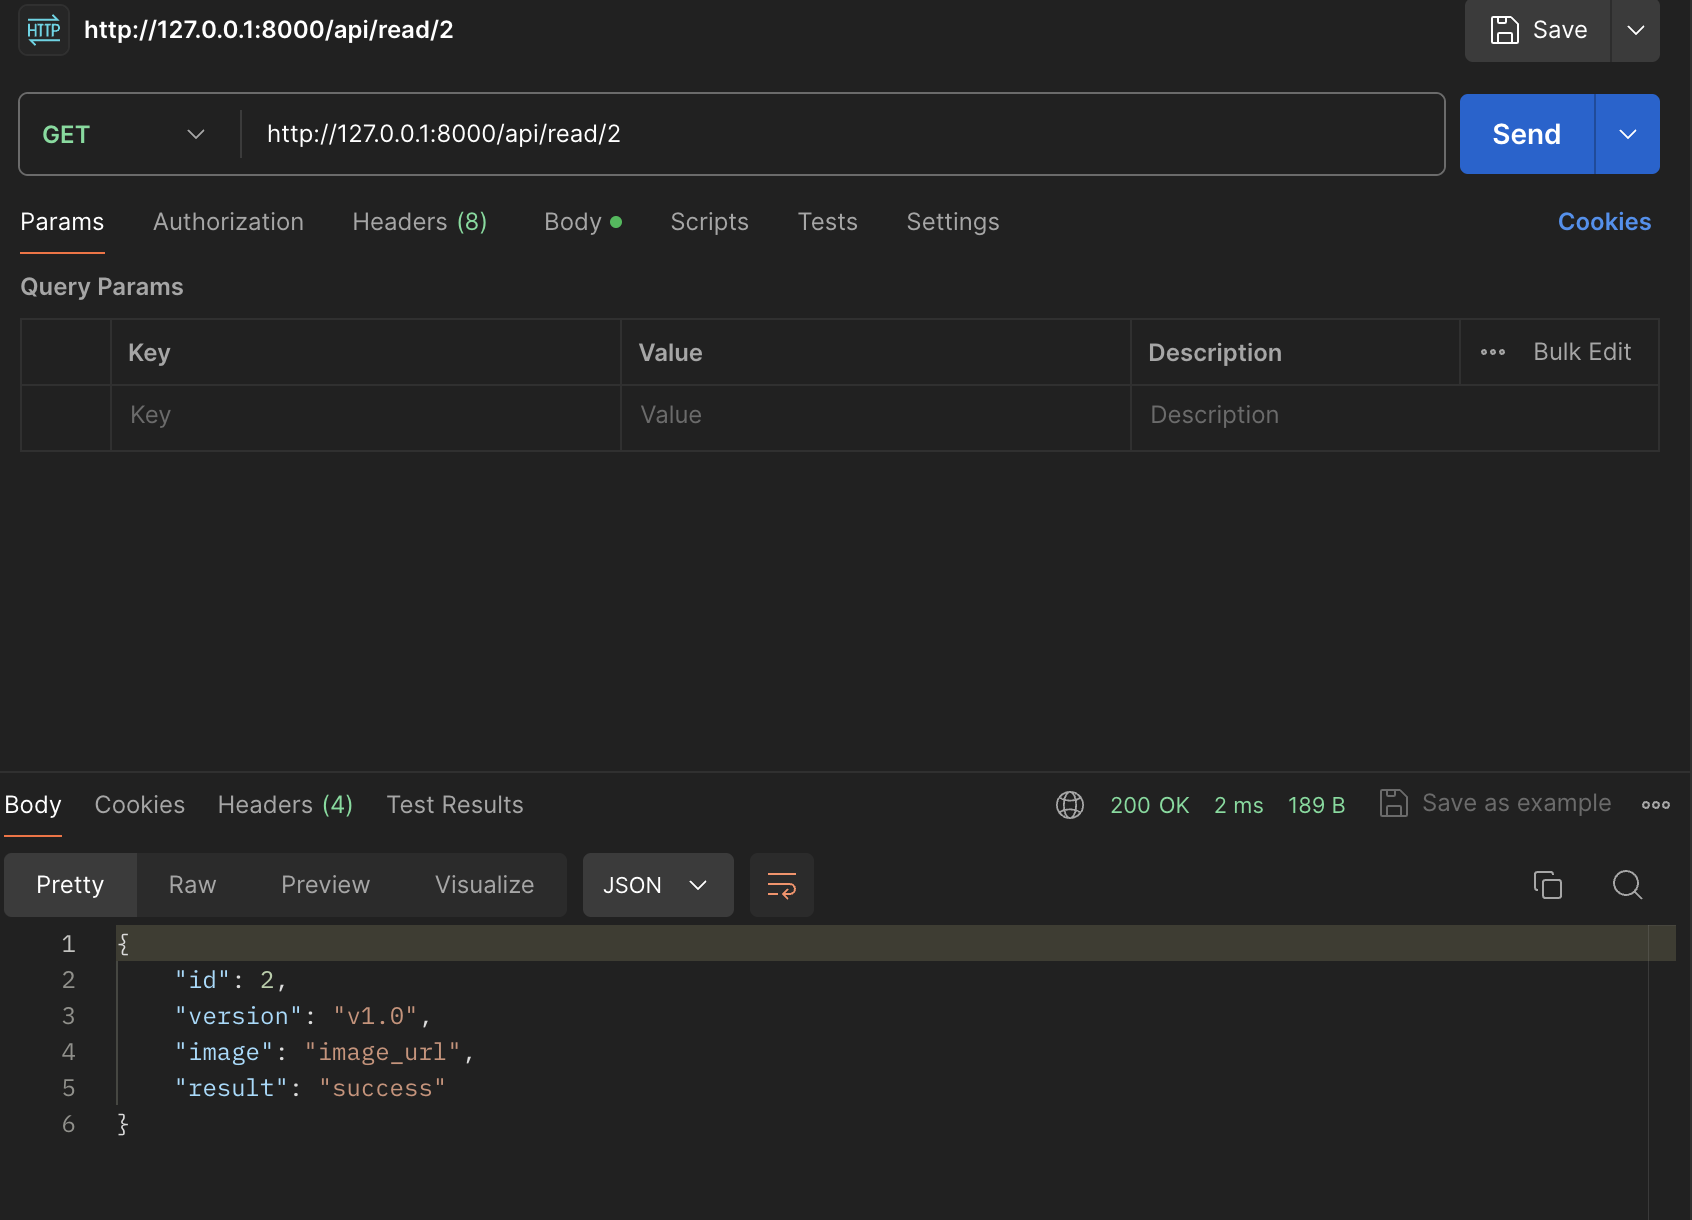 HTTP http://127.0.0.1:8000/api/read/2 Save
GET http://127.0.0.1:8000/api/read/2 Send
Params Authorization Headers (8) Body Scripts Tests Settings Cookies
Query Params
Key Value Description Bulk Edit
Key Value Description
Body Cookies Headers (4) Test Results 200 OK 2 ms 189 B Save as example
Pretty Raw Preview Visualize JSON
1 {
2 "id": 2,
3 "version": "v1.0",
4 "image": "image_url",
5 "result": "success"
6 }